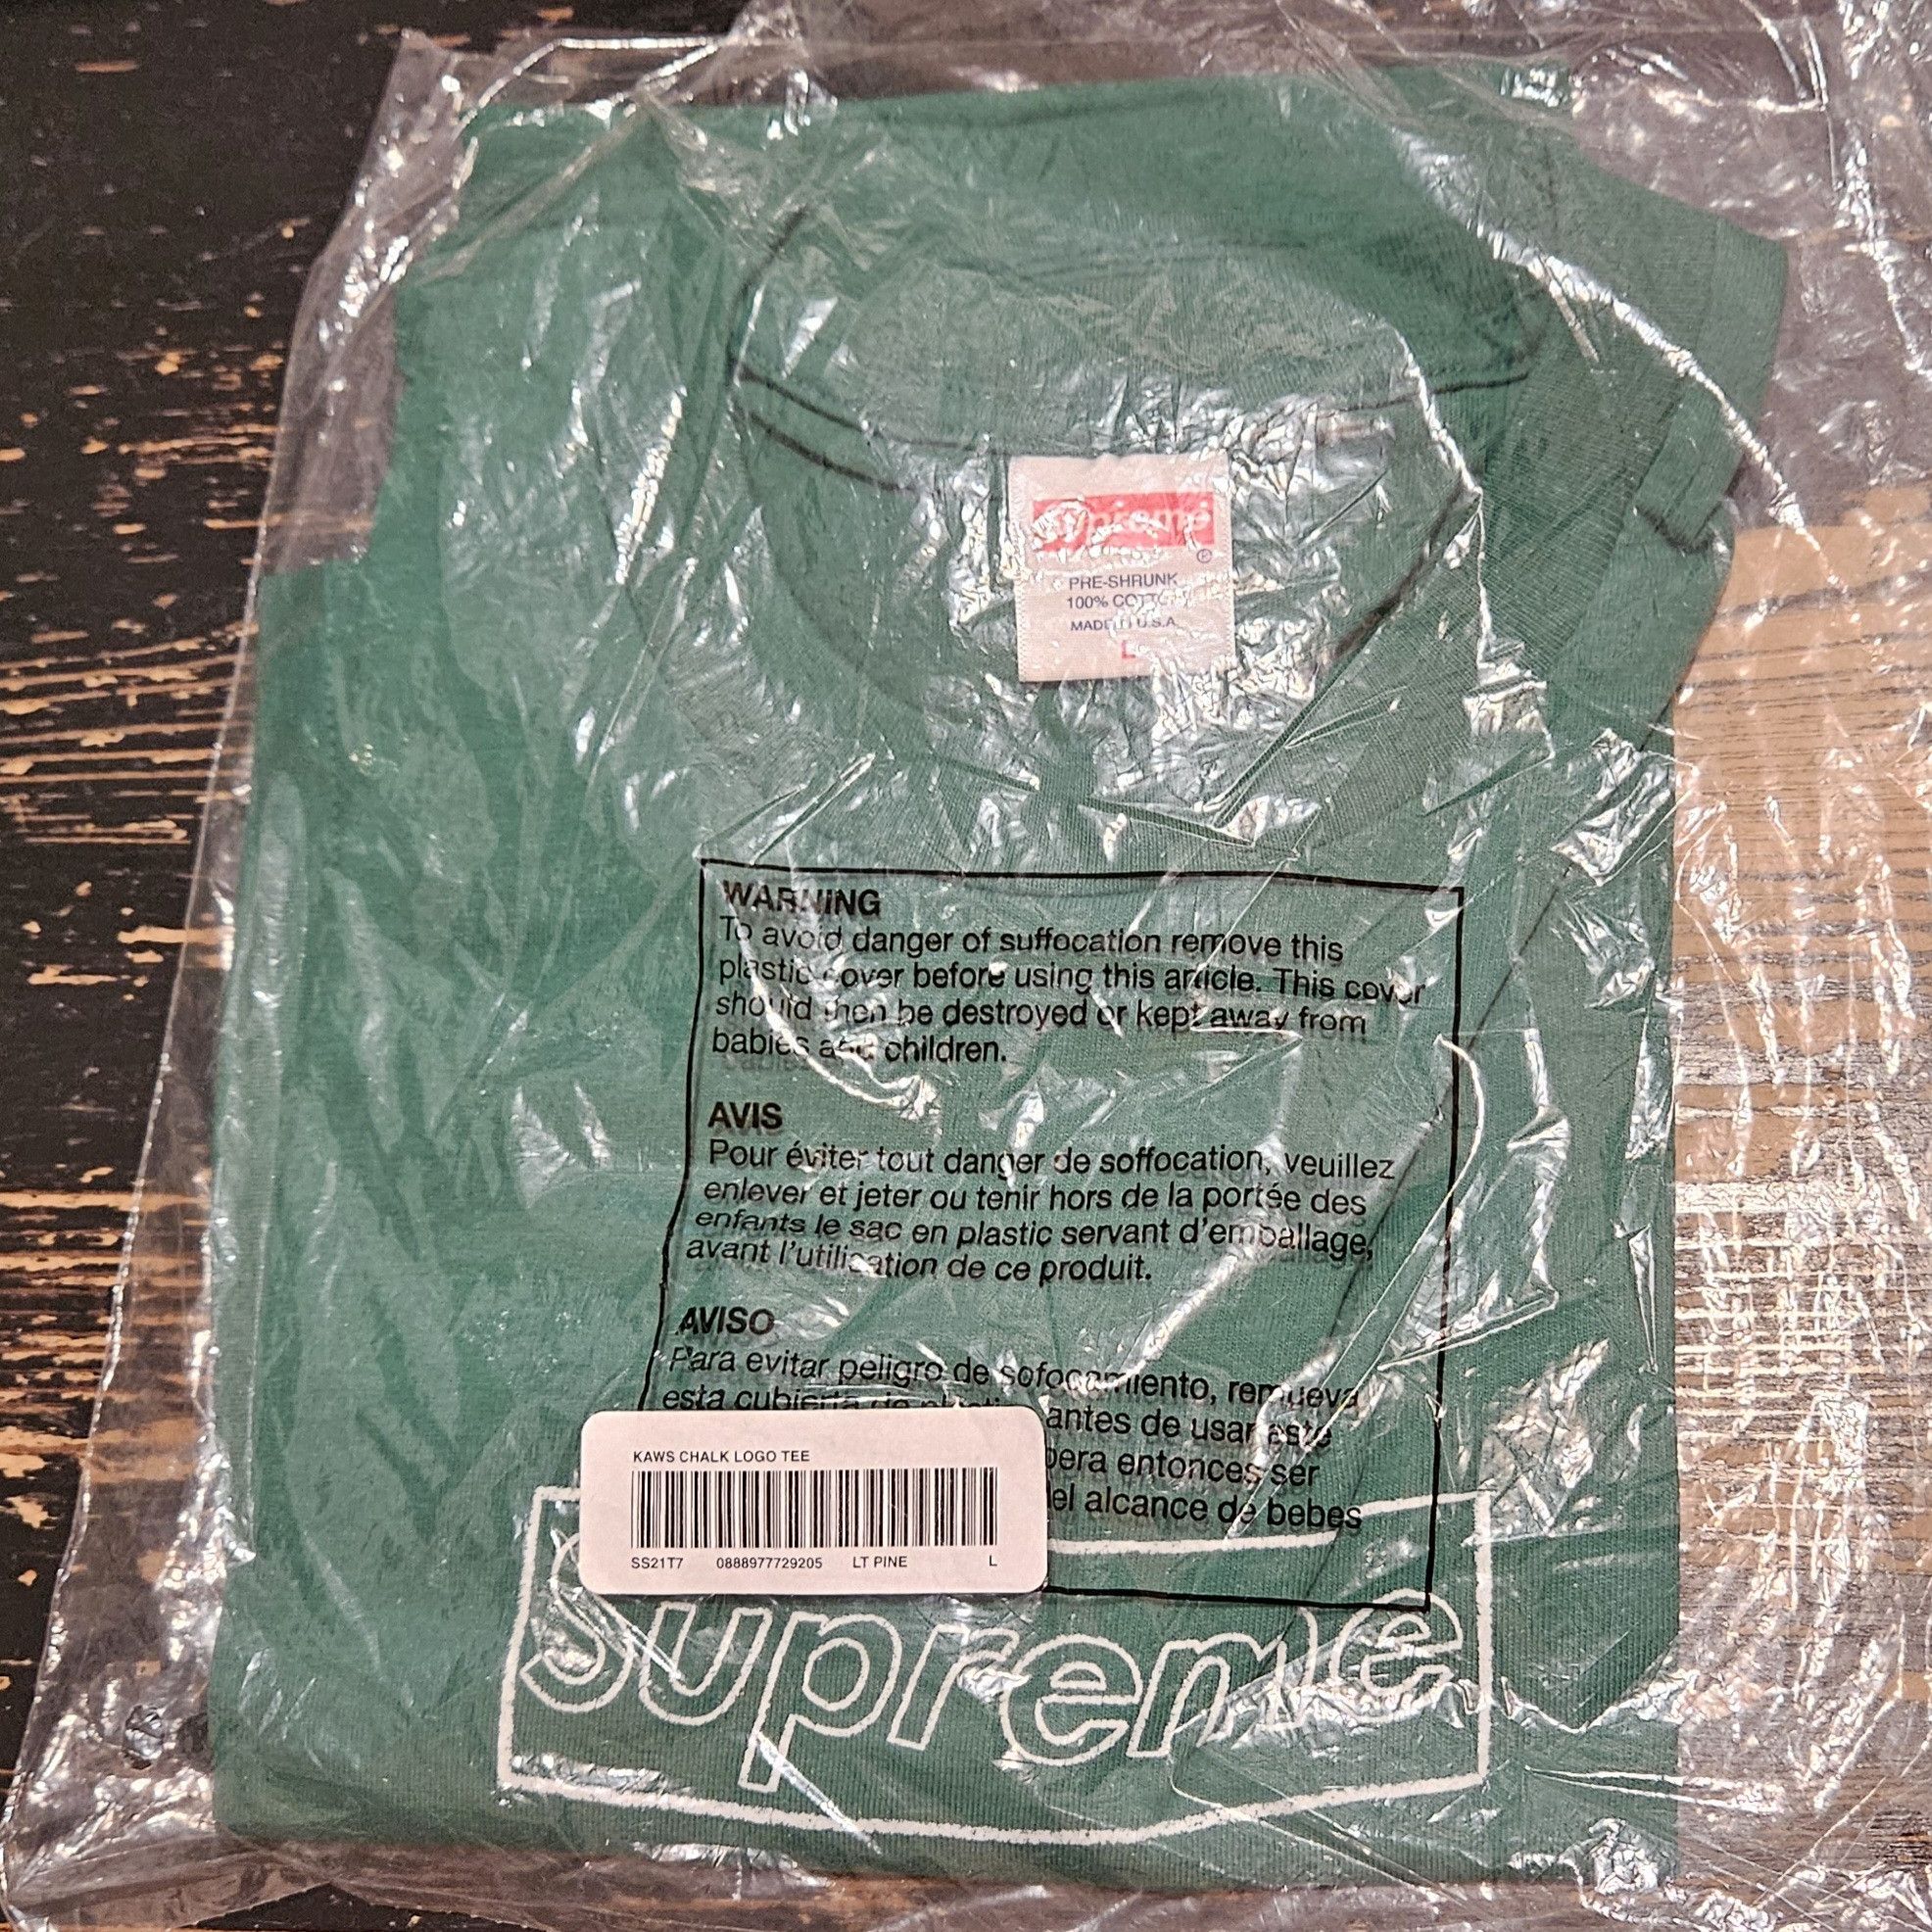 Supreme
®
PRE-SHRUNK
100% COTTON
MADE IN U.S.A.
L
WARNING
To avoid danger of suffocation remove this
plastic cover before using this article. This cover
should then be destroyed or kept away from
babies and children.
AVIS
Pour éviter tout danger de soffocation, veuillez
enlever et jeter ou tenir hors de la portée des
enfants le sac en plastic servant d'emballage,
avant l'utilisation de ce produit.
AVISO
Para evitar peligro de sofocamiento, remueva
esta cubierta de antes de usar este
entonces ser
alcance de bebes
KAWS CHALK LOGO TEE
SS21T7 0888977729205 LT PINE L
Supreme